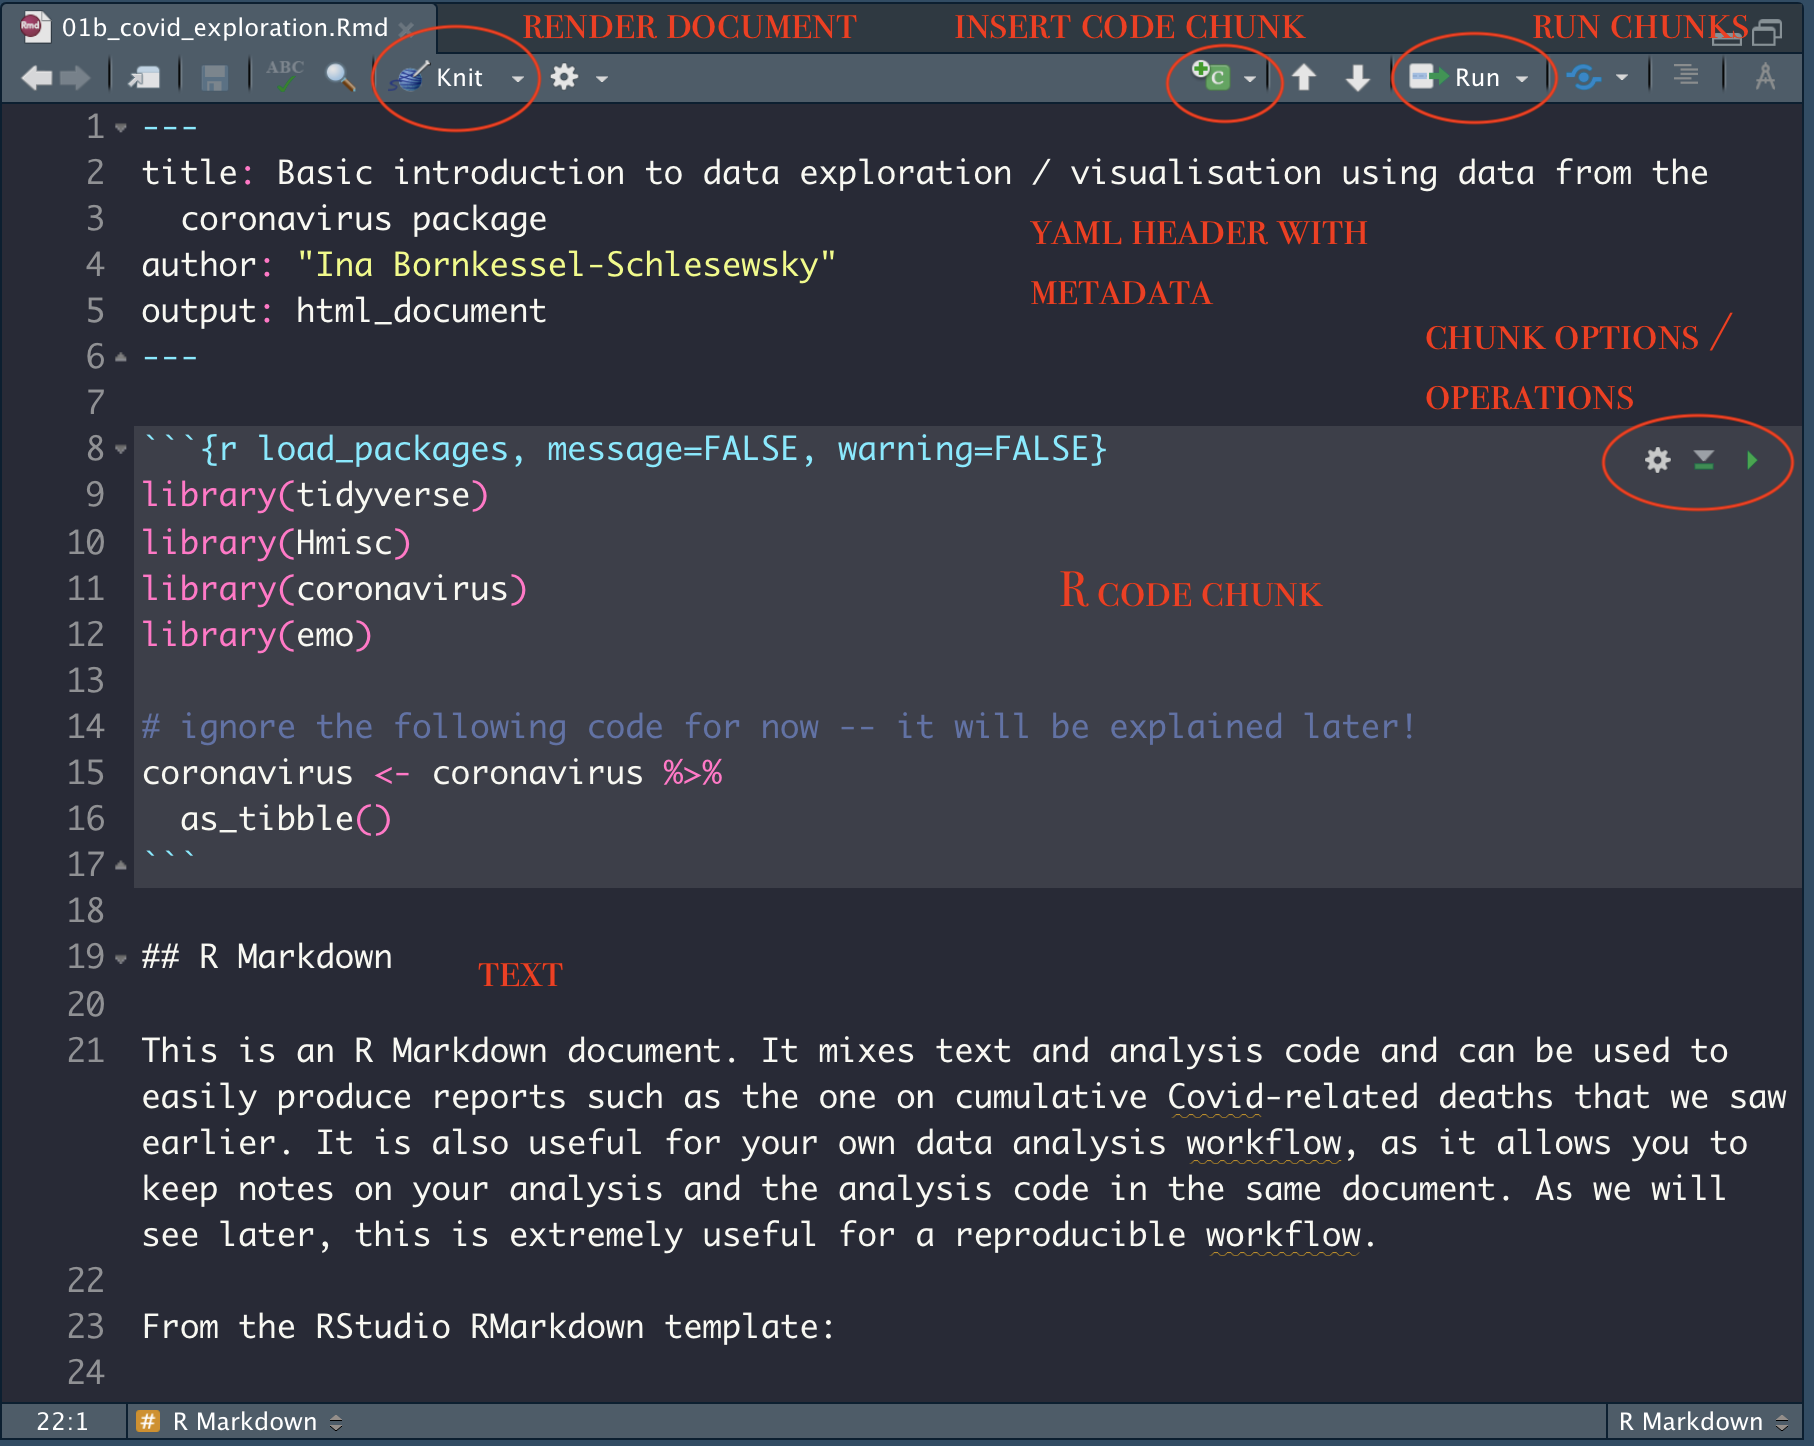 01b_covid_exploration.Rmd
RENDER DOCUMENT
INSERT CODE CHUNK
RUN CHUNKS
Rmd
ABC
Knit
C
Run
1 ---
2 title: Basic introduction to data exploration / visualisation using data from the
3 coronavirus package
YAML HEADER WITH
METADATA
4 author: "Ina Bornkessel-Schlesewsky"
5 output: html_document
CHUNK OPTIONS /
OPERATIONS
6 ---
7
8 ```{r load_packages, message=FALSE, warning=FALSE}
9 library(tidyverse)
10 library(Hmisc)
11 library(coronavirus)
R CODE CHUNK
12 library(emo)
13
14 # ignore the following code for now -- it will be explained later!
15 coronavirus <- coronavirus %>%
16 as_tibble()
17 ```
18
19 ## R Markdown
TEXT
20
21 This is an R Markdown document. It mixes text and analysis code and can be used to
easily produce reports such as the one on cumulative Covid-related deaths that we saw
earlier. It is also useful for your own data analysis workflow, as it allows you to
keep notes on your analysis and the analysis code in the same document. As we will
see later, this is extremely useful for a reproducible workflow.
22
23 From the RStudio RMarkdown template:
24
22:1
# R Markdown
R Markdown